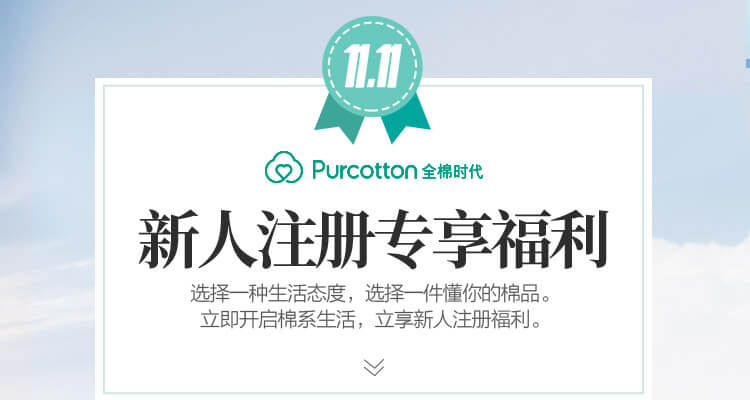 11.11
Purcotton 全棉时代
新人注册专享福利
选择一种生活态度，选择一件懂你的棉品。
立即开启棉系生活，立享新人注册福利。